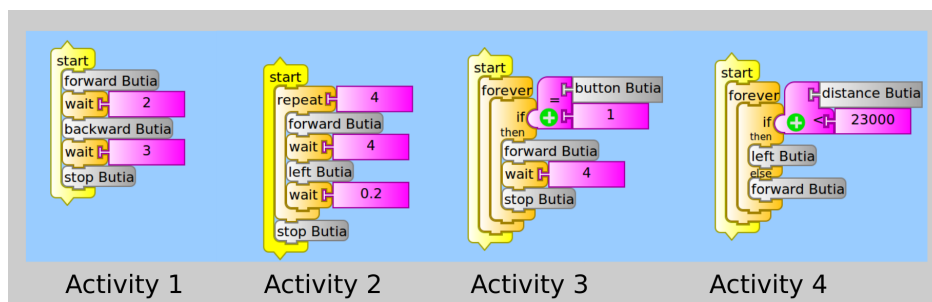 start
forward Butia
wait 2
backward Butia
wait 3
stop Butia
Activity 1
start
repeat 4
forward Butia
wait 4
left Butia
wait 0.2
stop Butia
Activity 2
start
forever
button Butia
=
if 1
then
forward Butia
wait 4
stop Butia
Activity 3
start
forever
distance Butia
if < 23000
then
left Butia
else
forward Butia
Activity 4